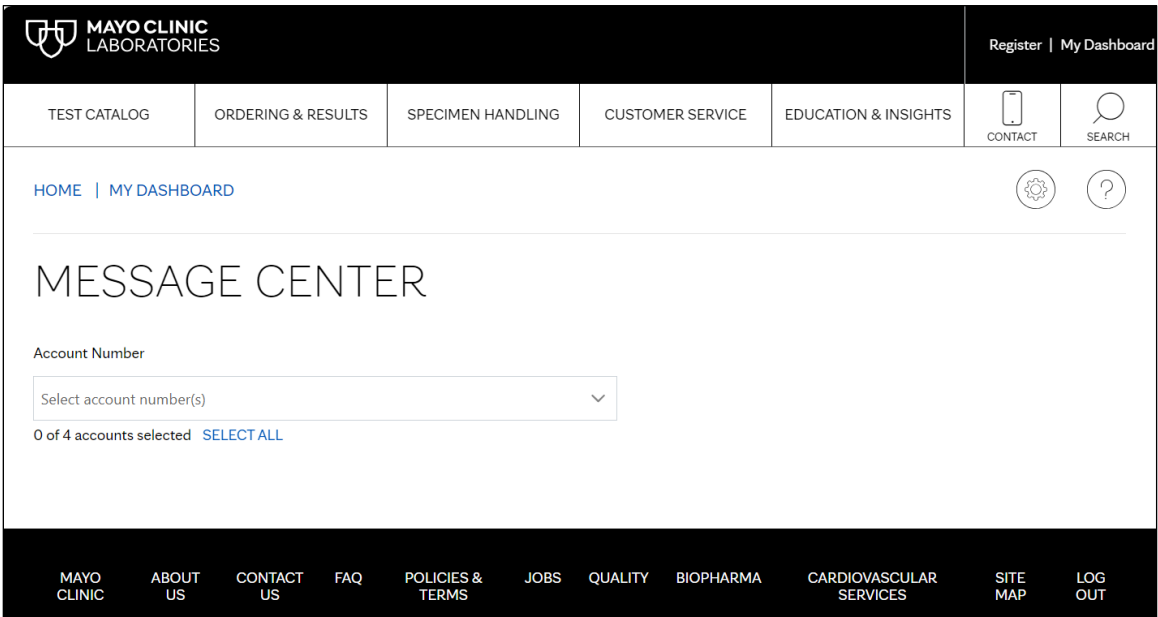 MAYO CLINIC
LABORATORIES
Register | My Dashboard
TEST CATALOG
ORDERING & RESULTS
SPECIMEN HANDLING
CUSTOMER SERVICE
EDUCATION & INSIGHTS
CONTACT
SEARCH
HOME | MY DASHBOARD
?
MESSAGE CENTER
Account Number
Select account number(s)
0 of 4 accounts selected SELECT ALL
MAYO
CLINIC
ABOUT
US
CONTACT
US
FAQ
POLICIES &
TERMS
JOBS
QUALITY
BIOPHARMA
CARDIOVASCULAR
SERVICES
SITE
MAP
LOG
OUT